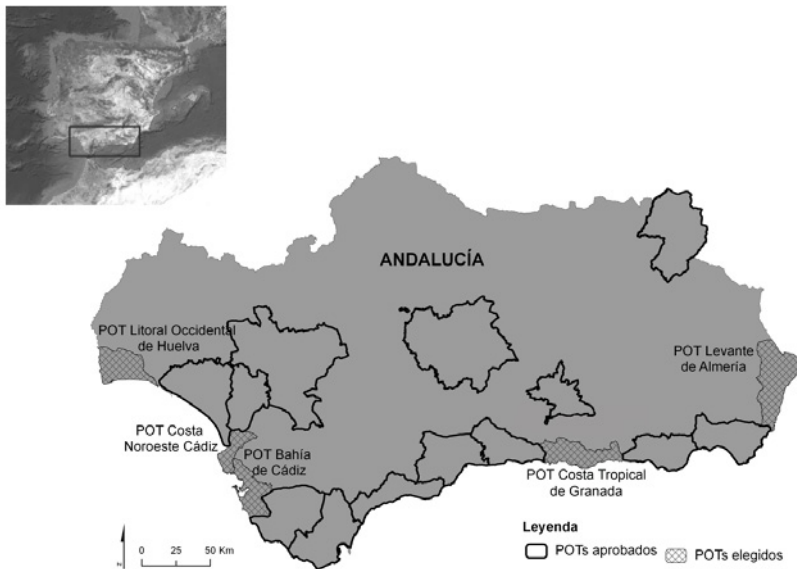 ANDALUCÍA
POT Litoral Occidental
de Huelva
POT Levante
de Almería
POT Costa
Noroeste Cádiz
POT Bahía
de Cádiz
POT Costa Tropical
de Granada
Leyenda
POTs aprobados
POTs elegidos
0 25 50 Km